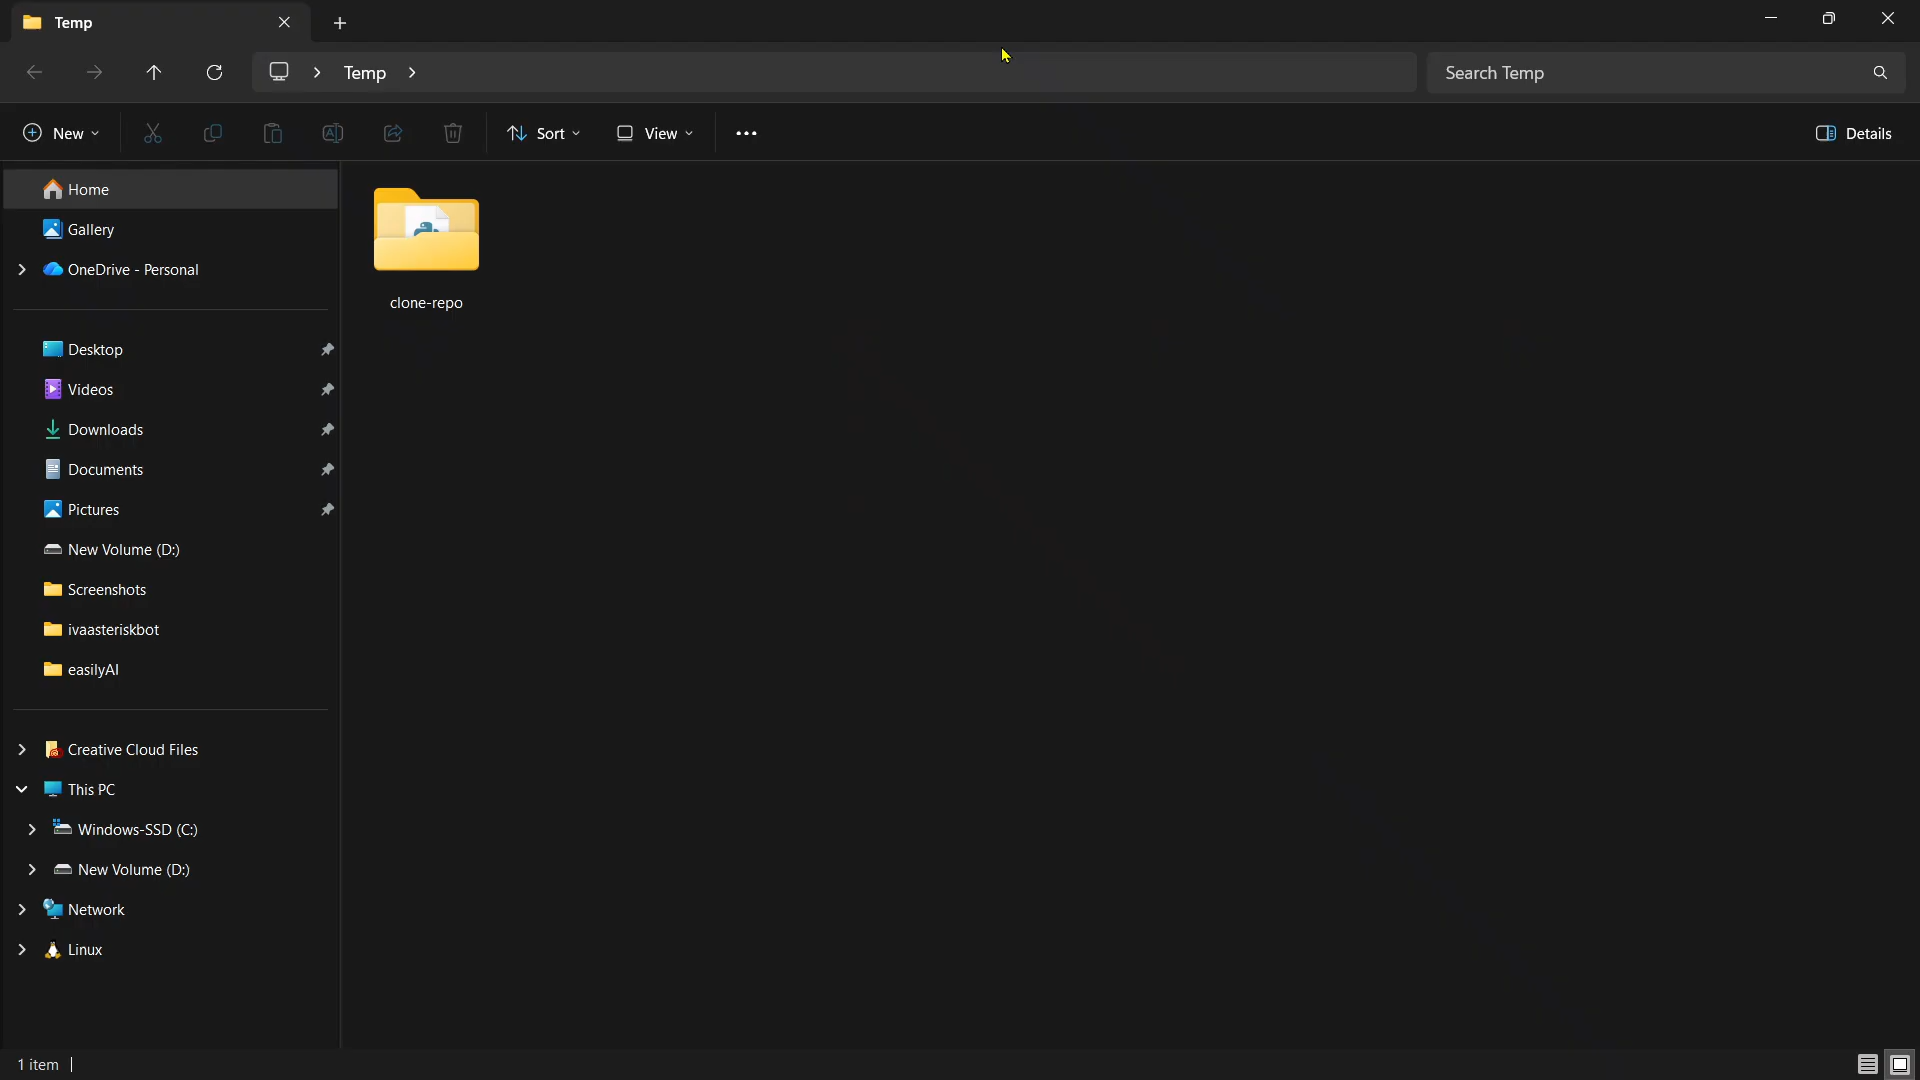 Temp
Temp
Search Temp
New
Sort
View
Details
Home
Gallery
OneDrive - Personal
clone-repo
Desktop
Videos
Downloads
Documents
Pictures
New Volume (D:)
Screenshots
ivaasteriskbot
easilyAI
Creative Cloud Files
This PC
Windows-SSD (C:)
New Volume (D:)
Network
Linux
1 item